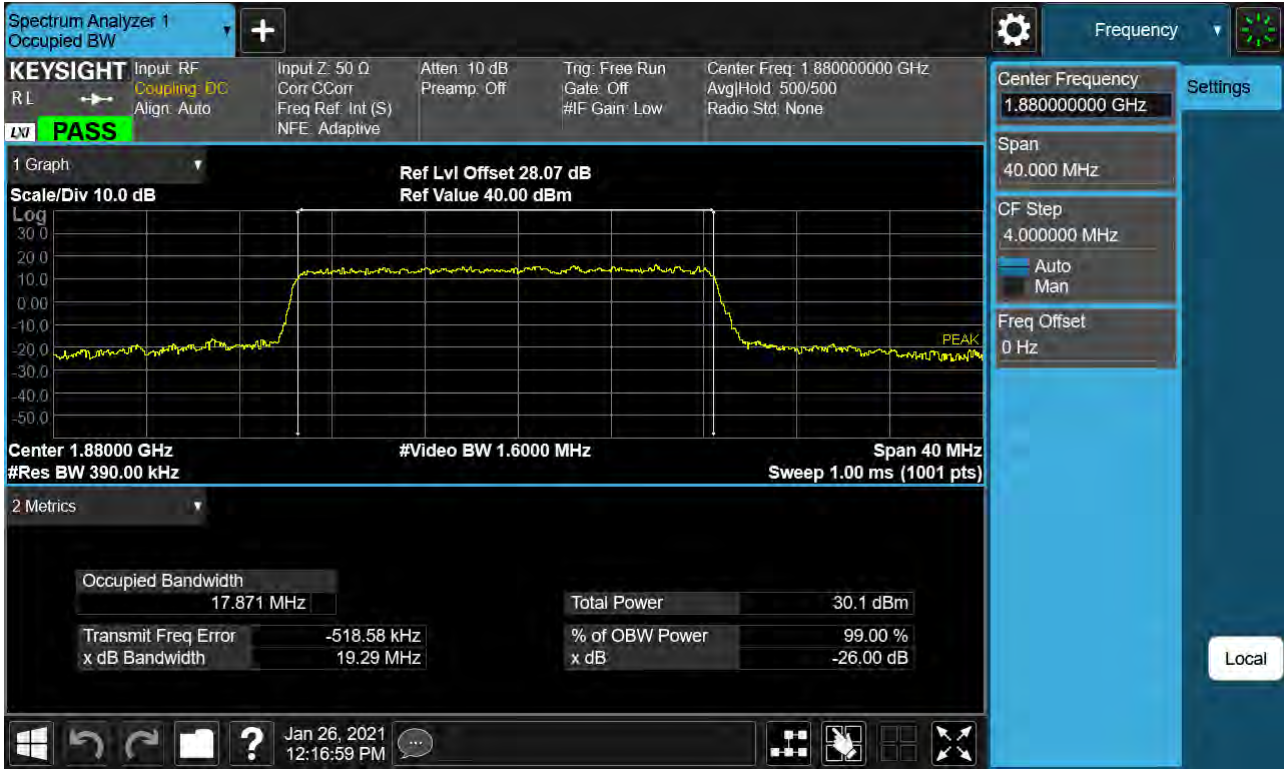 Spectrum Analyzer 1
Occupied BW
Frequency
KEYSIGHT
RL
LXI PASS
Input: RF
Coupling: DC
Align: Auto
Input Z: 50 Ω
Corr CCorr
Freq Ref: Int (S)
NFE: Adaptive
Atten: 10 dB
Preamp: Off
Trig: Free Run
Gate: Off
#IF Gain: Low
Center Freq: 1.880000000 GHz
Avg|Hold: 500/500
Radio Std: None
Center Frequency
1.880000000 GHz
Settings
Span
40.000 MHz
CF Step
4.000000 MHz
Auto
Man
Freq Offset
0 Hz
Local
1 Graph
Scale/Div 10.0 dB
Ref Lvl Offset 28.07 dB
Ref Value 40.00 dBm
Log
30.0
20.0
10.0
0.00
-10.0
-20.0
-30.0
-40.0
-50.0
PEAK
Center 1.88000 GHz
#Video BW 1.6000 MHz
Span 40 MHz
#Res BW 390.00 kHz
Sweep 1.00 ms (1001 pts)
2 Metrics
Occupied Bandwidth
17.871 MHz
Total Power 30.1 dBm
Transmit Freq Error -518.58 kHz
% of OBW Power 99.00 %
x dB Bandwidth 19.29 MHz
x dB -26.00 dB
?
Jan 26, 2021
12:16:59 PM